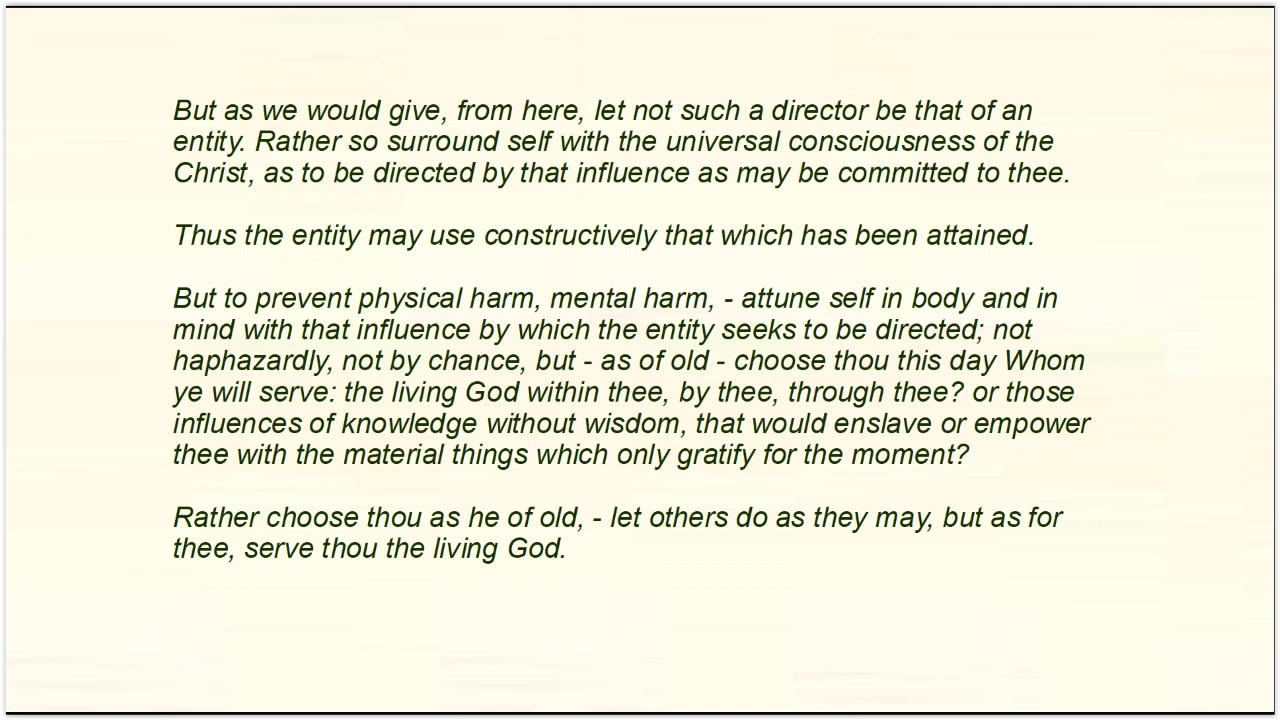 But as we would give, from here, let not such a director be that of an
entity. Rather so surround self with the universal consciousness of the
Christ, as to be directed by that influence as may be committed to thee.
Thus the entity may use constructively that which has been attained.
But to prevent physical harm, mental harm, - attune self in body and in
mind with that influence by which the entity seeks to be directed; not
haphazardly, not by chance, but - as of old - choose thou this day Whom
ye will serve: the living God within thee, by thee, through thee? or those
influences of knowledge without wisdom, that would enslave or empower
thee with the material things which only gratify for the moment?
Rather choose thou as he of old, - let others do as they may, but as for
thee, serve thou the living God.